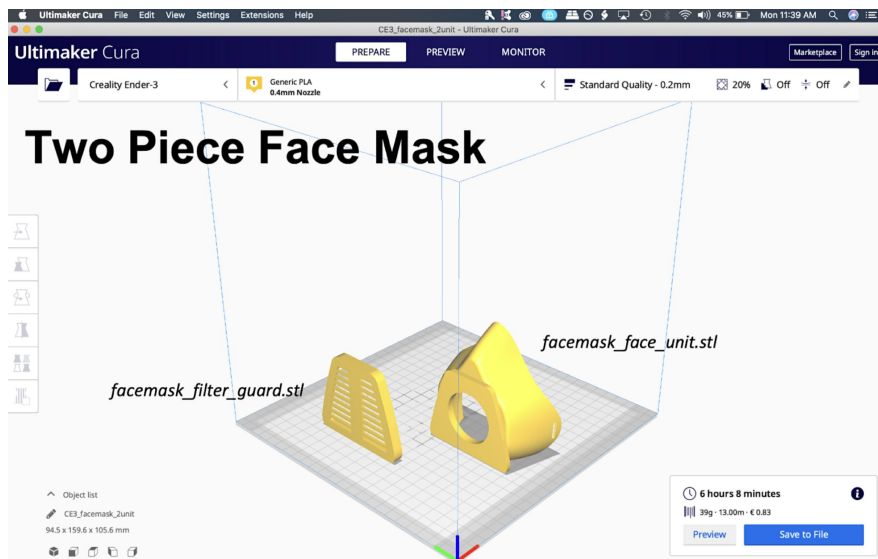 Ultimaker Cura File Edit View Settings Extensions Help 45% Mon 11:39 AM
CE3_facemask_2unit - Ultimaker Cura
Ultimaker Cura PREPARE PREVIEW MONITOR Marketplace Sign in
Creality Ender-3 1 Generic PLA Standard Quality - 0.2mm 20% Off Off
0.4mm Nozzle
Two Piece Face Mask
facemask_face_unit.stl
facemask_filter_guard.stl
Object list
CE3_facemask_2unit
94.5 x 159.6 x 105.6 mm
6 hours 8 minutes
39g · 13.00m · € 0.83
Preview Save to File